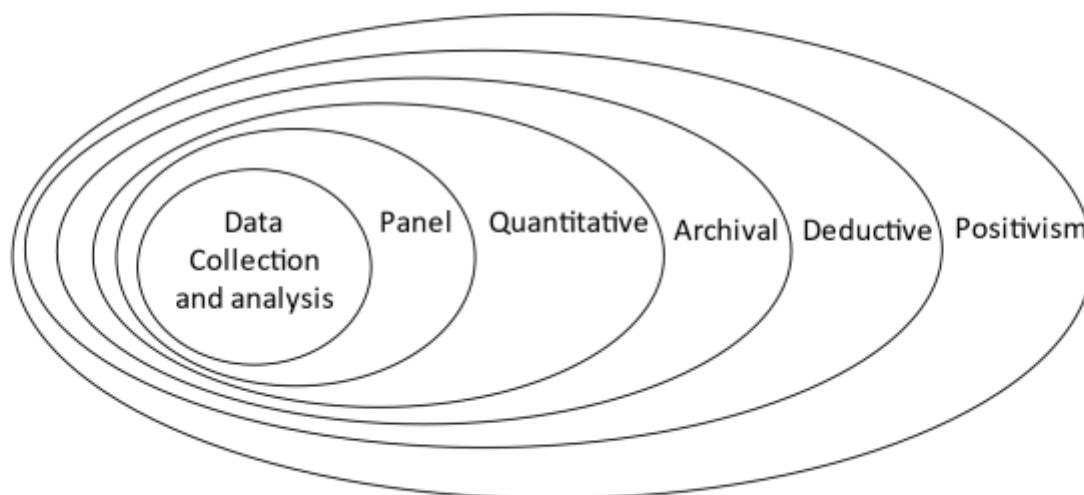 Data
Collection
and analysis
Panel
Quantitative
Archival
Deductive
Positivism